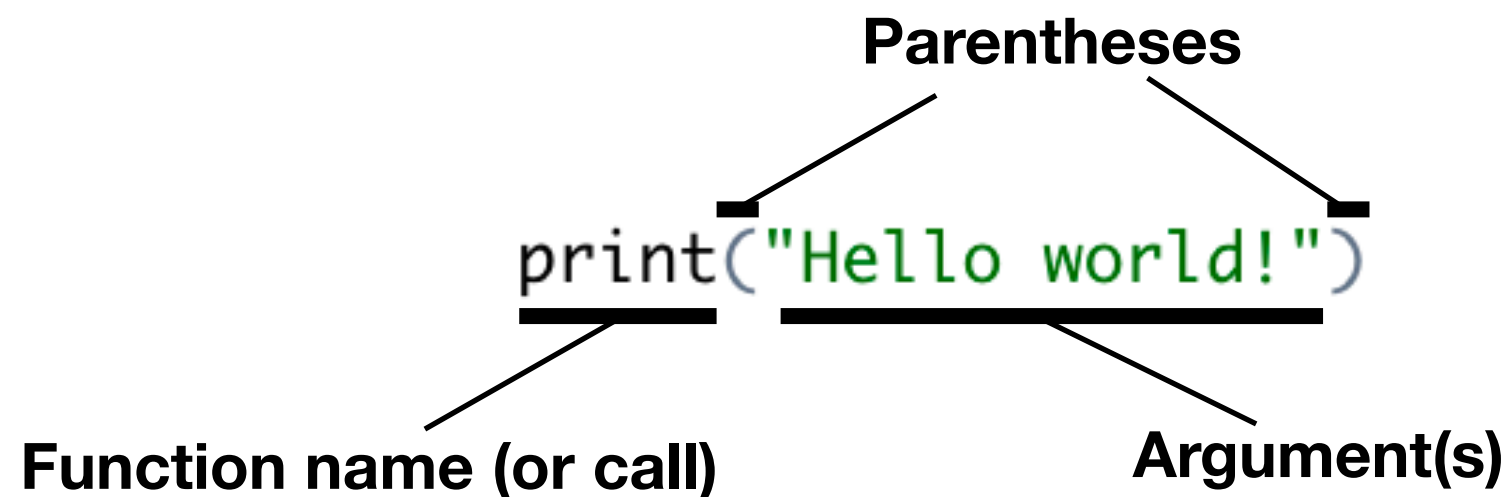 Parentheses
print("Hello world!")
Function name (or call)
Argument(s)